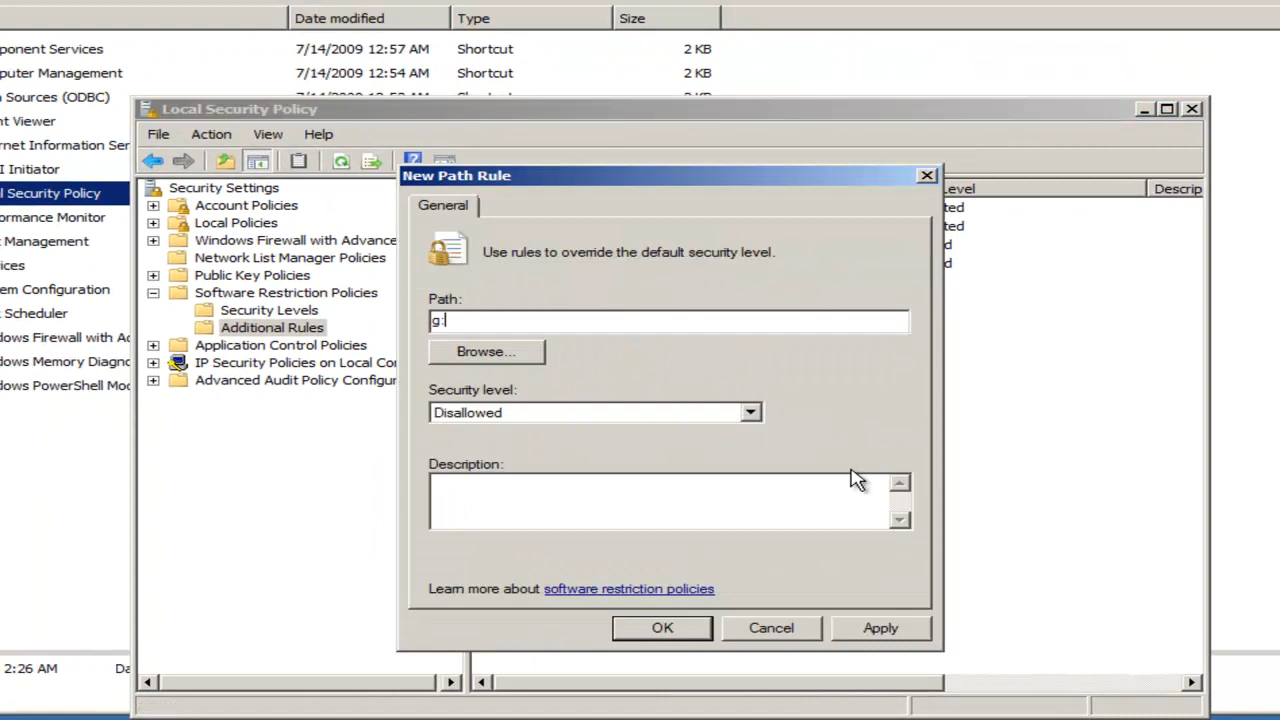 Date modified Type Size
ponent Services 7/14/2009 12:57 AM Shortcut 2 KB
puter Management 7/14/2009 12:54 AM Shortcut 2 KB
Sources (ODBC)
nt Viewer
rnet Information Ser
I Initiator
l Security Policy
ormance Monitor
t Management
ices
em Configuration
k Scheduler
dows Firewall with Ad
dows Memory Diagno
dows PowerShell Mod
2:26 AM Da
Local Security Policy
File Action View Help
Security Settings
Account Policies
Local Policies
Windows Firewall with Advance
Network List Manager Policies
Public Key Policies
Software Restriction Policies
Security Levels
Additional Rules
Application Control Policies
IP Security Policies on Local Co
Advanced Audit Policy Configur
Level Descrip
ted
ted
d
d
New Path Rule
General
Use rules to override the default security level.
Path:
g:
Browse...
Security level:
Disallowed
Description:
Learn more about software restriction policies
OK Cancel Apply